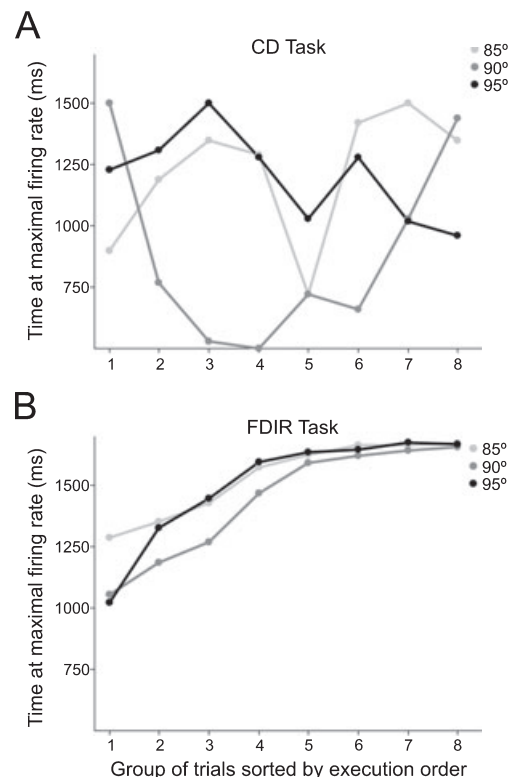 A
CD Task
85º
90º
95º
Time at maximal firing rate (ms)
1500
1250
1000
750
1 2 3 4 5 6 7 8
B
FDIR Task
85º
90º
95º
Time at maximal firing rate (ms)
1500
1250
1000
750
1 2 3 4 5 6 7 8
Group of trials sorted by execution order